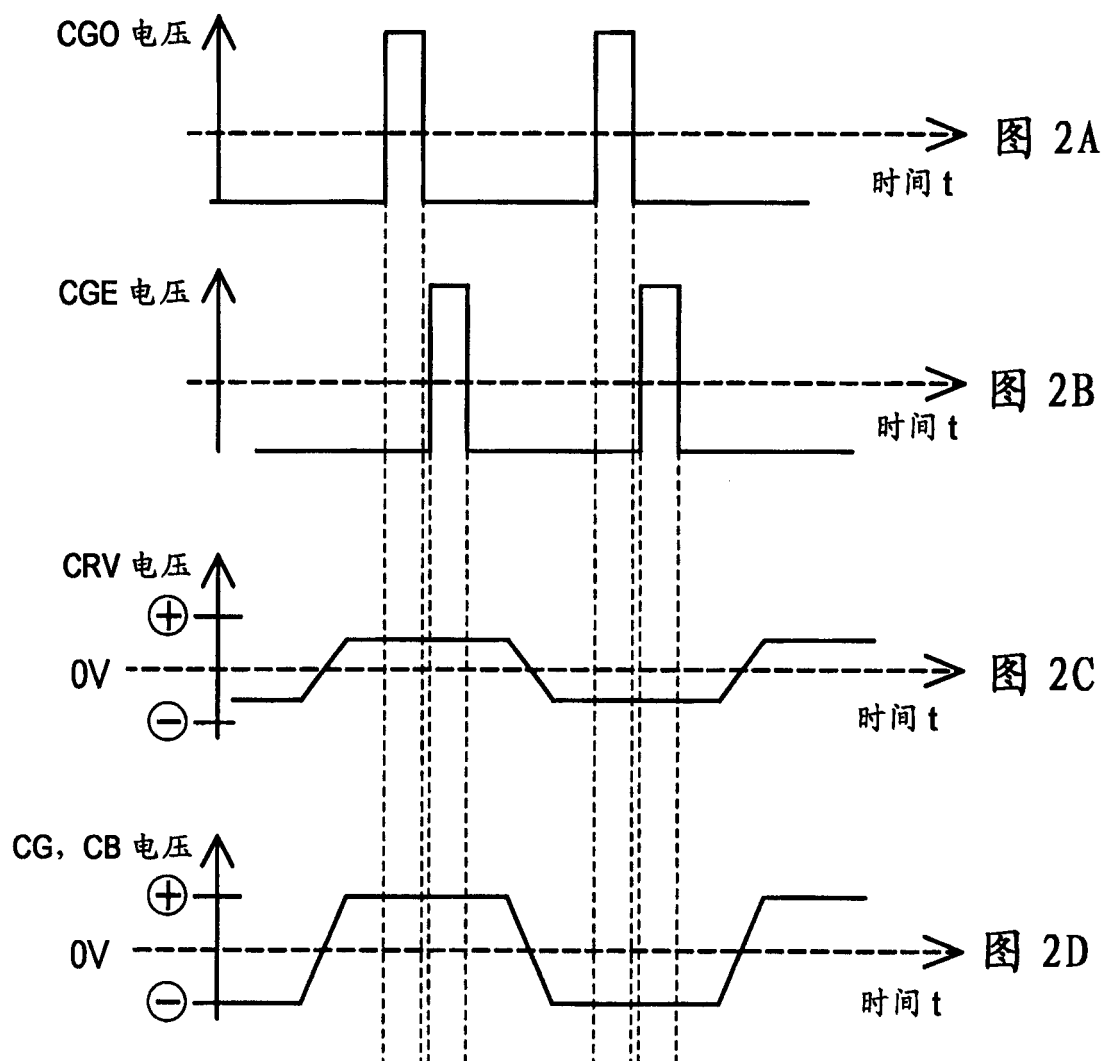 CGO 电压
图 2A
时间 t
CGE 电压
图 2B
时间 t
CRV 电压
⊕
0V
图 2C
⊖
时间 t
CG, CB 电压
⊕
0V
图 2D
⊖
时间 t